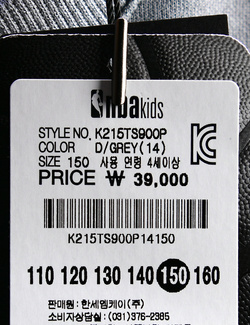 nba kids
STYLE NO. K215TS900P
COLOR D/GREY(14)
SIZE 150 사용 연령 4세이상
PRICE ₩ 39,000
K215TS900P14150
110 120 130 140 150 160
판매원 : 한세엠케이(주)
소비자상담실 : (031)376-2385